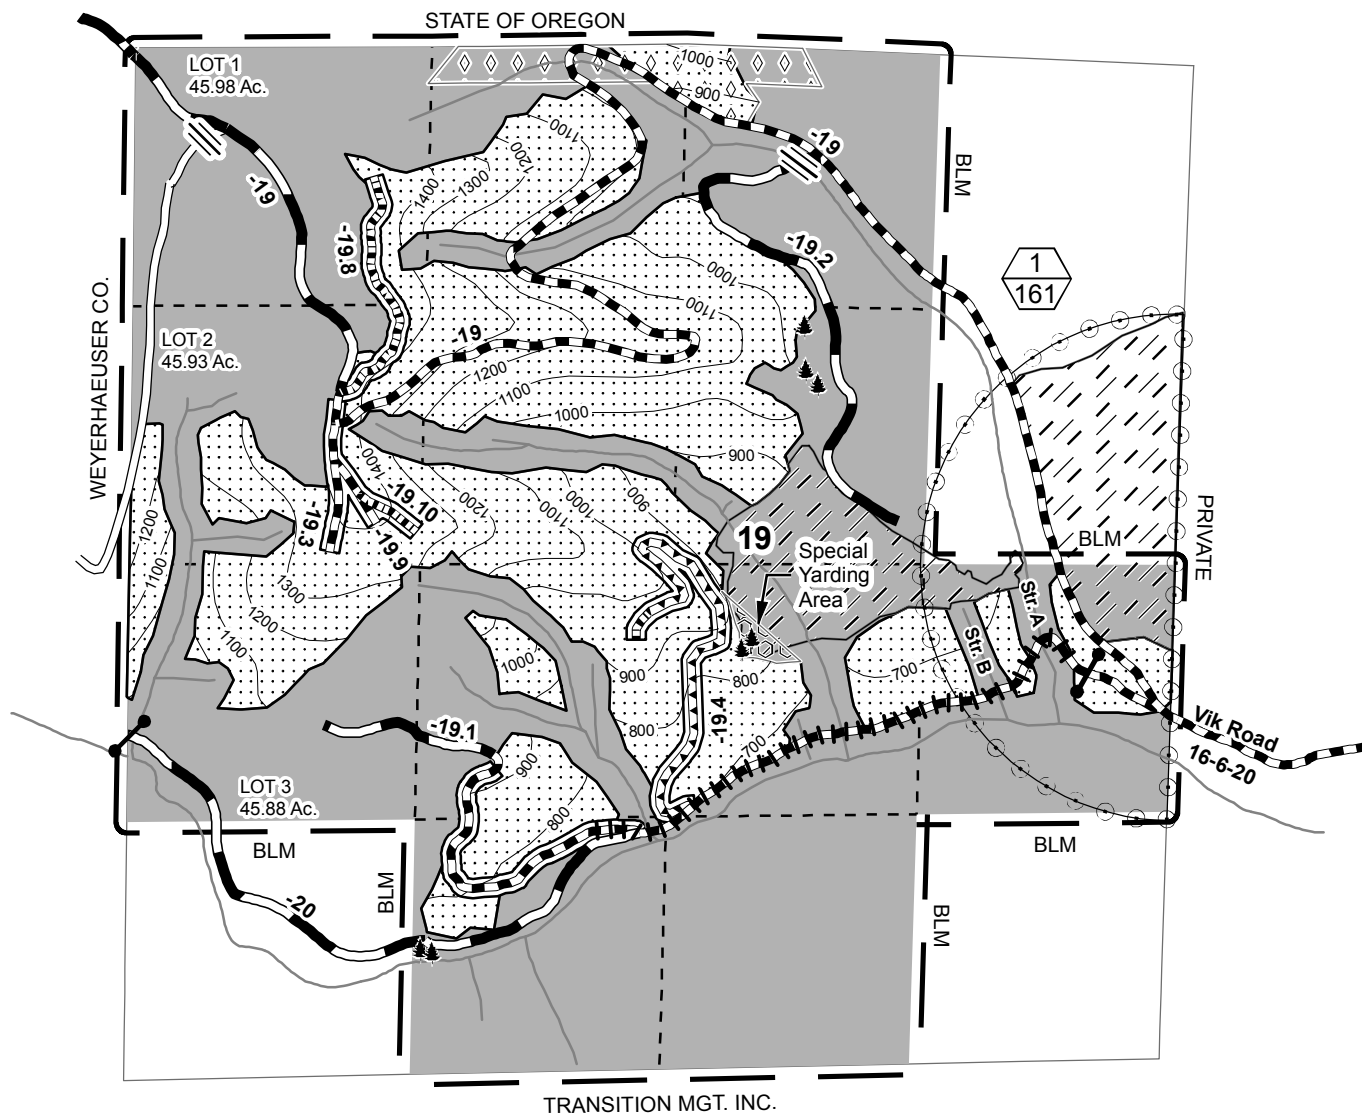 STATE OF OREGON
LOT 1
45.98 Ac.
1000
900
-19
-19
BLM
1100
1200
1300
1400
-19.8
-19.2
1000
1100
1
161
WEYERHAEUSER CO.
LOT 2
45.93 Ac.
-19
1200
1100
1000
900
1400
-19.10
1200
1100
1000
900
-19.3
-19.9
19
Special
Yarding
Area
BLM
PRIVATE
1200
1100
1300
1200
1100
1000
900
800
800
700
-19.4
700
Str. A
Str. B
Vik Road
16-6-20
-19.1
900
800
LOT 3
45.88 Ac.
BLM
BLM
-20
BLM
BLM
TRANSITION MGT. INC.